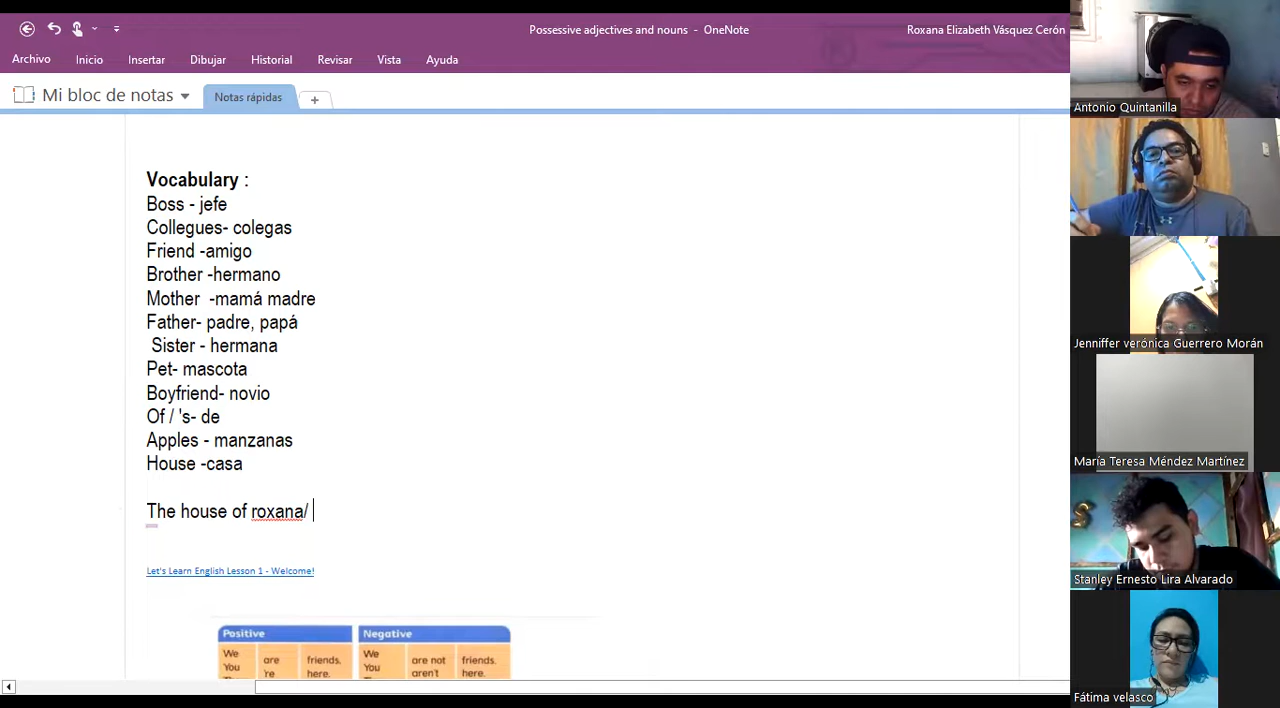 Possessive adjectives and nouns - OneNote
Roxana Elizabeth Vásquez Cerón
Archivo Inicio Insertar Dibujar Historial Revisar Vista Ayuda
Mi bloc de notas Notas rápidas +
Vocabulary :
Boss - jefe
Collegues- colegas
Friend -amigo
Brother -hermano
Mother -mamá madre
Father- padre, papá
Sister - hermana
Pet- mascota
Boyfriend- novio
Of / 's- de
Apples - manzanas
House -casa
The house of roxana/
Let's Learn English Lesson 1 - Welcome!
Positive Negative
We are friends. We are not friends.
You 're here. You aren't here.
Antonio Quintanilla
Jenniffer verónica Guerrero Morán
María Teresa Méndez Martínez
Stanley Ernesto Lira Alvarado
Fátima velasco